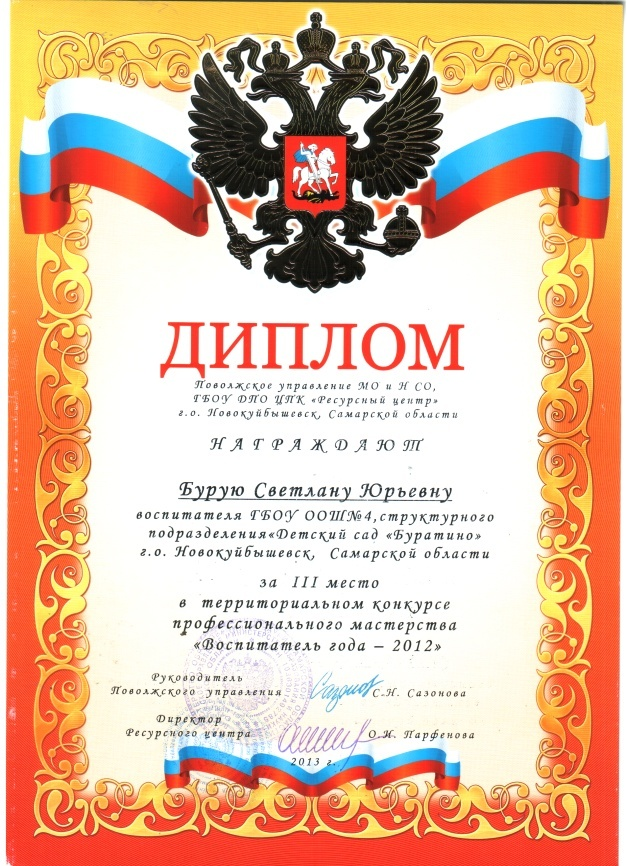 ДИПЛОМ
Поволжское управление МО и Н СО,
ГБОУ ДПО ЦПК «Ресурсный центр»
г.о. Новокуйбышевск, Самарской области
НАГРАЖДАЮТ
Бурую Светлану Юрьевну
воспитателя ГБОУ ООШ№4,структурного
подразделения«Детский сад «Буратино»
г.о. Новокуйбышевск, Самарской области
за III место
в территориальном конкурсе
профессионального мастерства
«Воспитатель года – 2012»
Руководитель
Поволжского управления С.Н. Сазонова
Директор
Ресурсного центра О.И. Парфенова
2013 г.